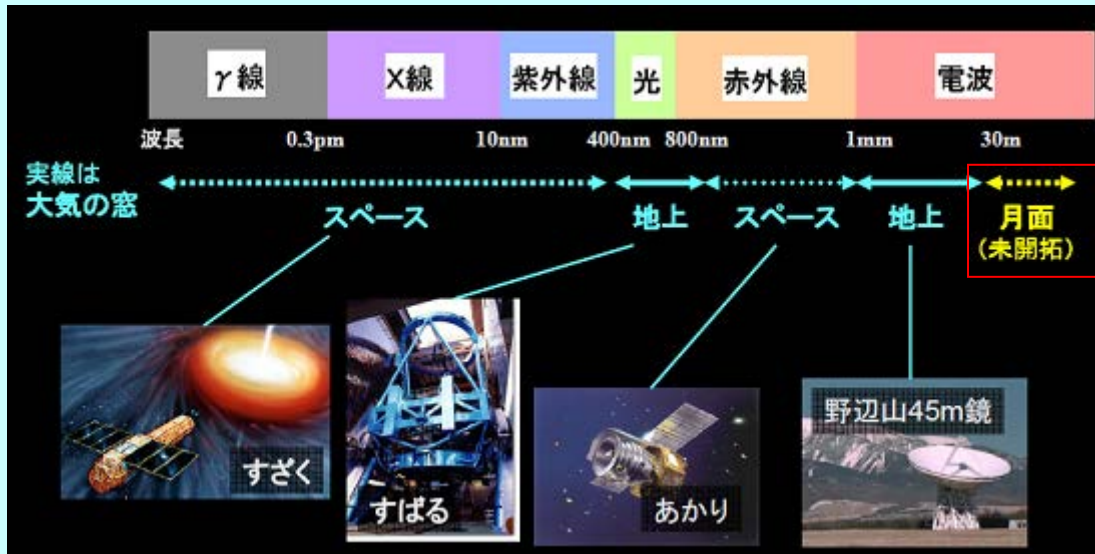 γ線 X線 紫外線 光 赤外線 電波
波長 0.3pm 10nm 400nm 800nm 1mm 30m
実線は
大気の窓
スペース 地上 スペース 地上 月面
(未開拓)
すざく
すばる
あかり
野辺山45m鏡